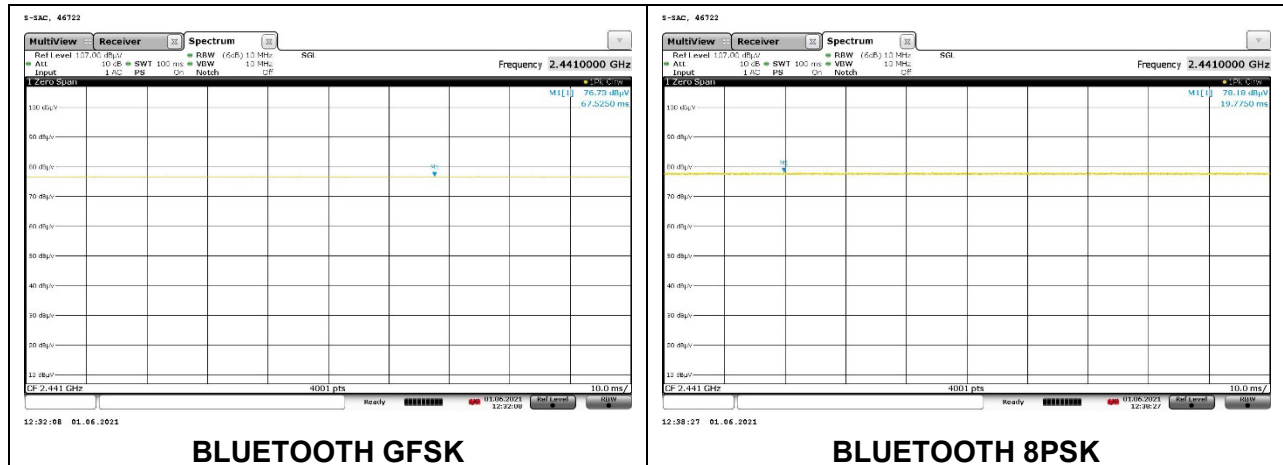 S-SAC, 46722
MultiView Receiver Spectrum
Ref Level 107.00 dBµV RBW (6dB) 10 MHz SGL
Att 10 dB SWT 100 ms VBW 10 MHz Frequency 2.4410000 GHz
Input 1 AC PS On Notch Off
1 Zero Span 1Pk Clrw
M1[1] 76.73 dBµV
67.5250 ms
100 dBµV
90 dBµV
80 dBµV
M1
70 dBµV
60 dBµV
50 dBµV
40 dBµV
30 dBµV
20 dBµV
10 dBµV
CF 2.441 GHz 4001 pts 10.0 ms/
Ready 01.06.2021 12:32:08 Ref Level RBW
12:32:08 01.06.2021
BLUETOOTH GFSK
S-SAC, 46722
MultiView Receiver Spectrum
Ref Level 107.00 dBµV RBW (6dB) 10 MHz SGL
Att 10 dB SWT 100 ms VBW 10 MHz Frequency 2.4410000 GHz
Input 1 AC PS On Notch Off
1 Zero Span 1Pk Clrw
M1[1] 78.18 dBµV
19.7750 ms
100 dBµV
90 dBµV
80 dBµV
M1
70 dBµV
60 dBµV
50 dBµV
40 dBµV
30 dBµV
20 dBµV
10 dBµV
CF 2.441 GHz 4001 pts 10.0 ms/
Ready 01.06.2021 12:38:27 Ref Level RBW
12:38:27 01.06.2021
BLUETOOTH 8PSK